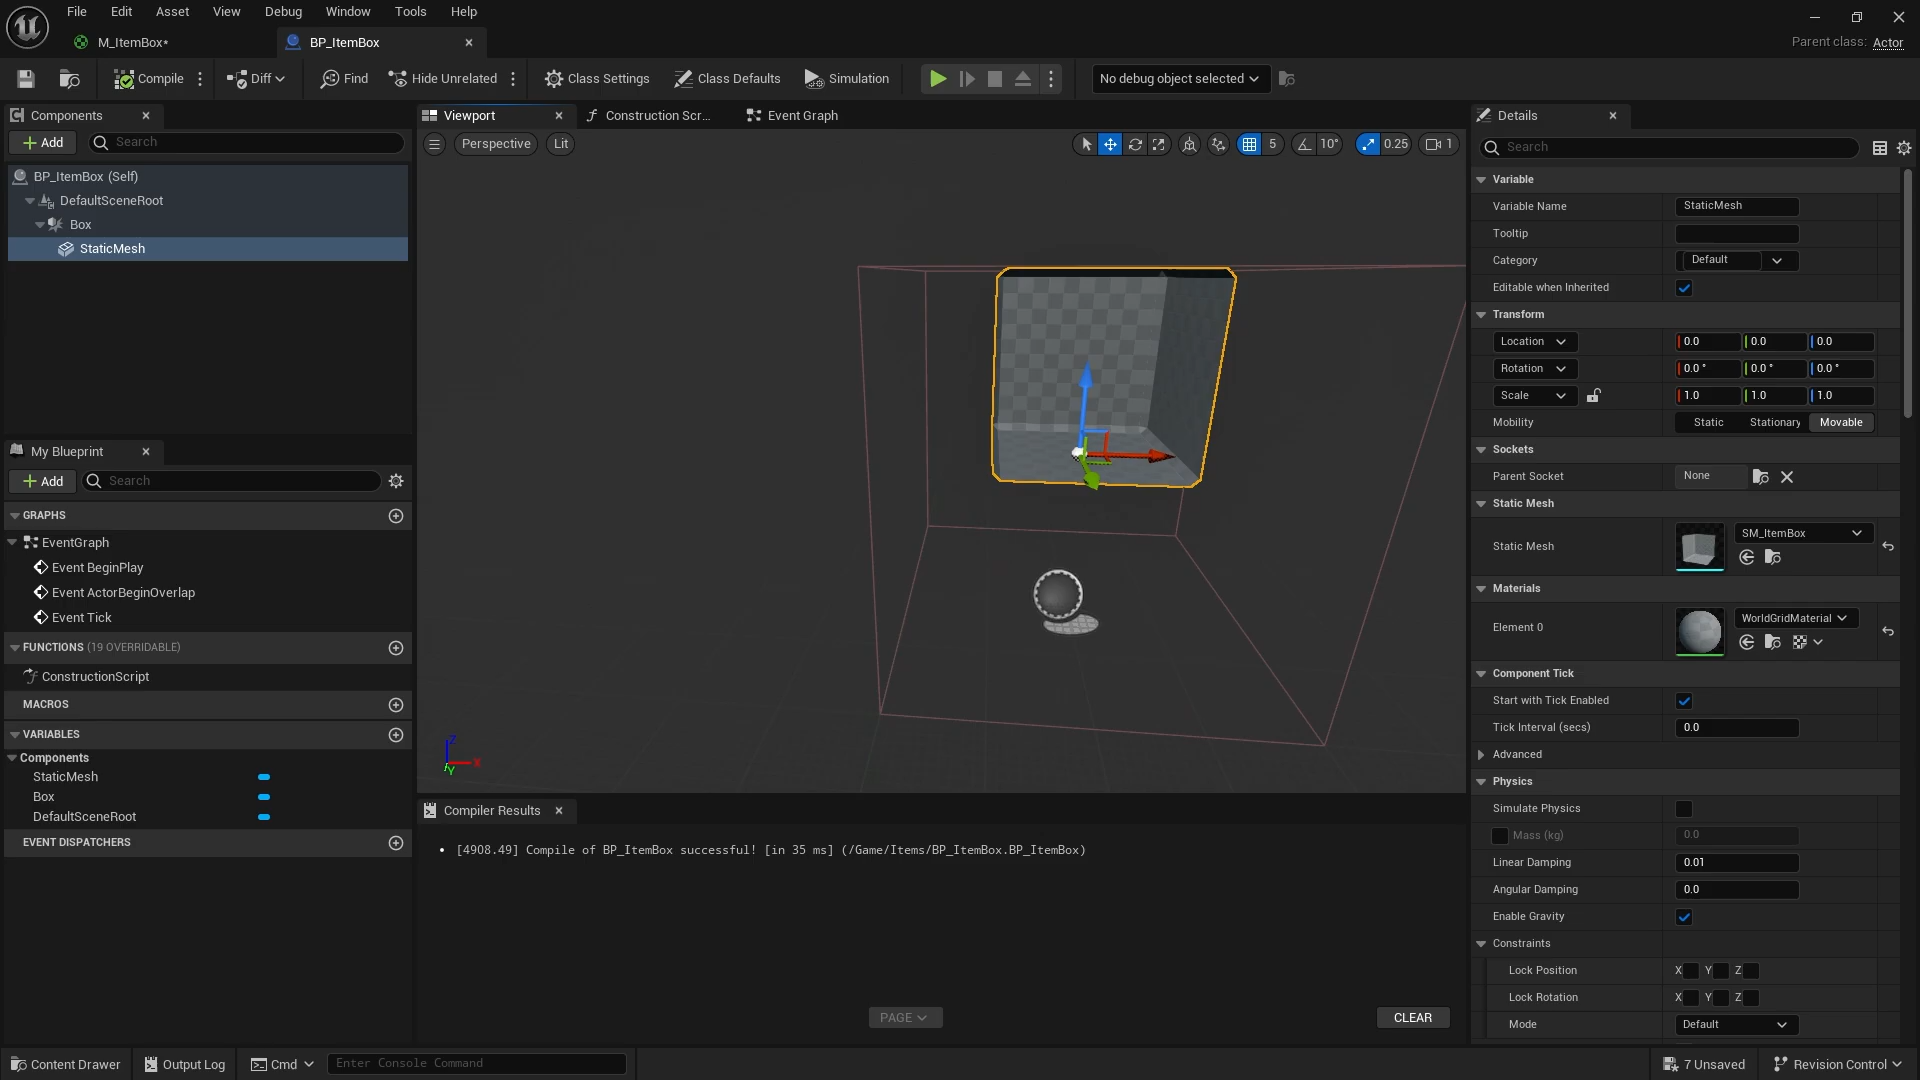 File Edit Asset View Debug Window Tools Help
M_ItemBox*
BP_ItemBox
Parent class: Actor
Compile
Diff
Find
Hide Unrelated
Class Settings
Class Defaults
Simulation
No debug object selected
Components
Add
Search
BP_ItemBox (Self)
DefaultSceneRoot
Box
StaticMesh
My Blueprint
Add
Search
GRAPHS
EventGraph
Event BeginPlay
Event ActorBeginOverlap
Event Tick
FUNCTIONS (19 OVERRIDABLE)
ConstructionScript
MACROS
VARIABLES
Components
StaticMesh
Box
DefaultSceneRoot
EVENT DISPATCHERS
Viewport
Construction Scr...
Event Graph
Perspective
Lit
5
10°
0.25
1
Z
X
Y
Compiler Results
• [4908.49] Compile of BP_ItemBox successful! [in 35 ms] (/Game/Items/BP_ItemBox.BP_ItemBox)
PAGE
CLEAR
Details
Search
Variable
Variable Name StaticMesh
Tooltip
Category Default
Editable when Inherited
Transform
Location 0.0 0.0 0.0
Rotation 0.0 ° 0.0 ° 0.0 °
Scale 1.0 1.0 1.0
Mobility Static Stationary Movable
Sockets
Parent Socket None
Static Mesh
Static Mesh SM_ItemBox
Materials
Element 0 WorldGridMaterial
Component Tick
Start with Tick Enabled
Tick Interval (secs) 0.0
Advanced
Physics
Simulate Physics
Mass (kg) 0.0
Linear Damping 0.01
Angular Damping 0.0
Enable Gravity
Constraints
Lock Position X Y Z
Lock Rotation X Y Z
Mode Default
Content Drawer
Output Log
Cmd
Enter Console Command
7 Unsaved
Revision Control